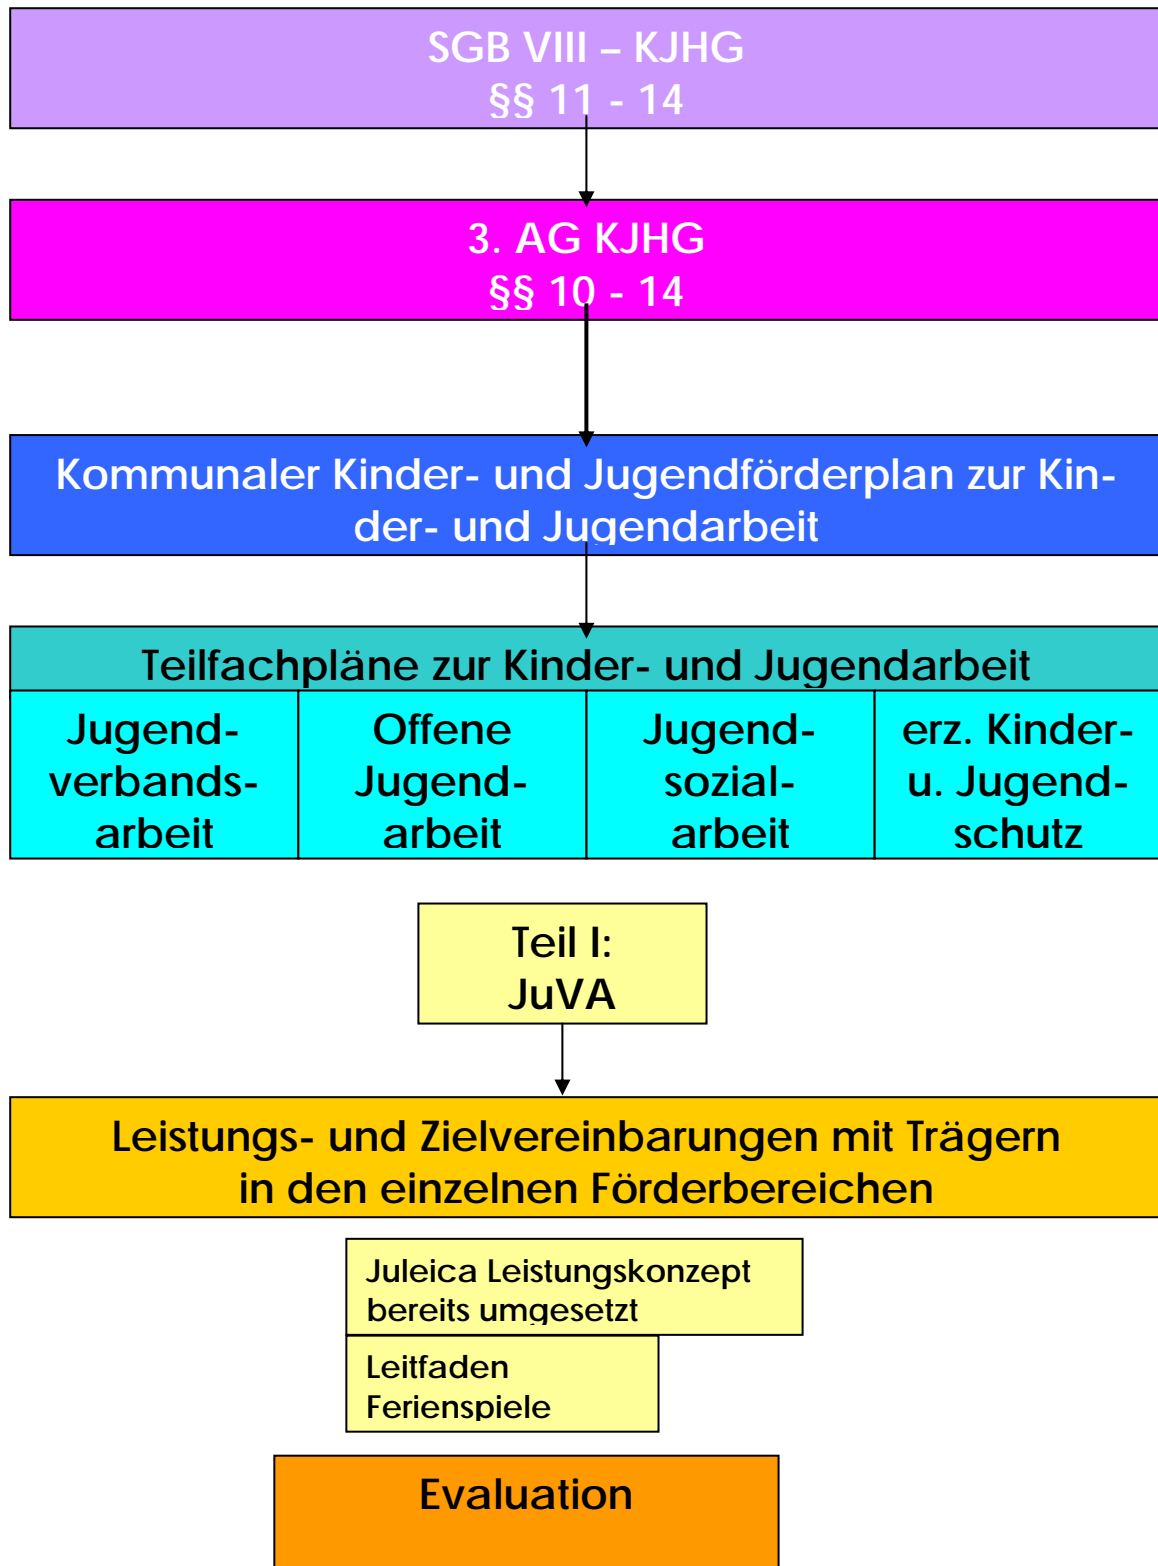 SGB VIII – KJHG
§§ 11 - 14
3. AG KJHG
§§ 10 - 14
Kommunaler Kinder- und Jugendförderplan zur Kin-
der- und Jugendarbeit
Teilfachpläne zur Kinder- und Jugendarbeit
Jugend-
verbands-
arbeit
Offene
Jugend-
arbeit
Jugend-
sozial-
arbeit
erz. Kinder-
u. Jugend-
schutz
Teil I:
JuVA
Leistungs- und Zielvereinbarungen mit Trägern
in den einzelnen Förderbereichen
Juleica Leistungskonzept
bereits umgesetzt
Leitfaden
Ferienspiele
Evaluation